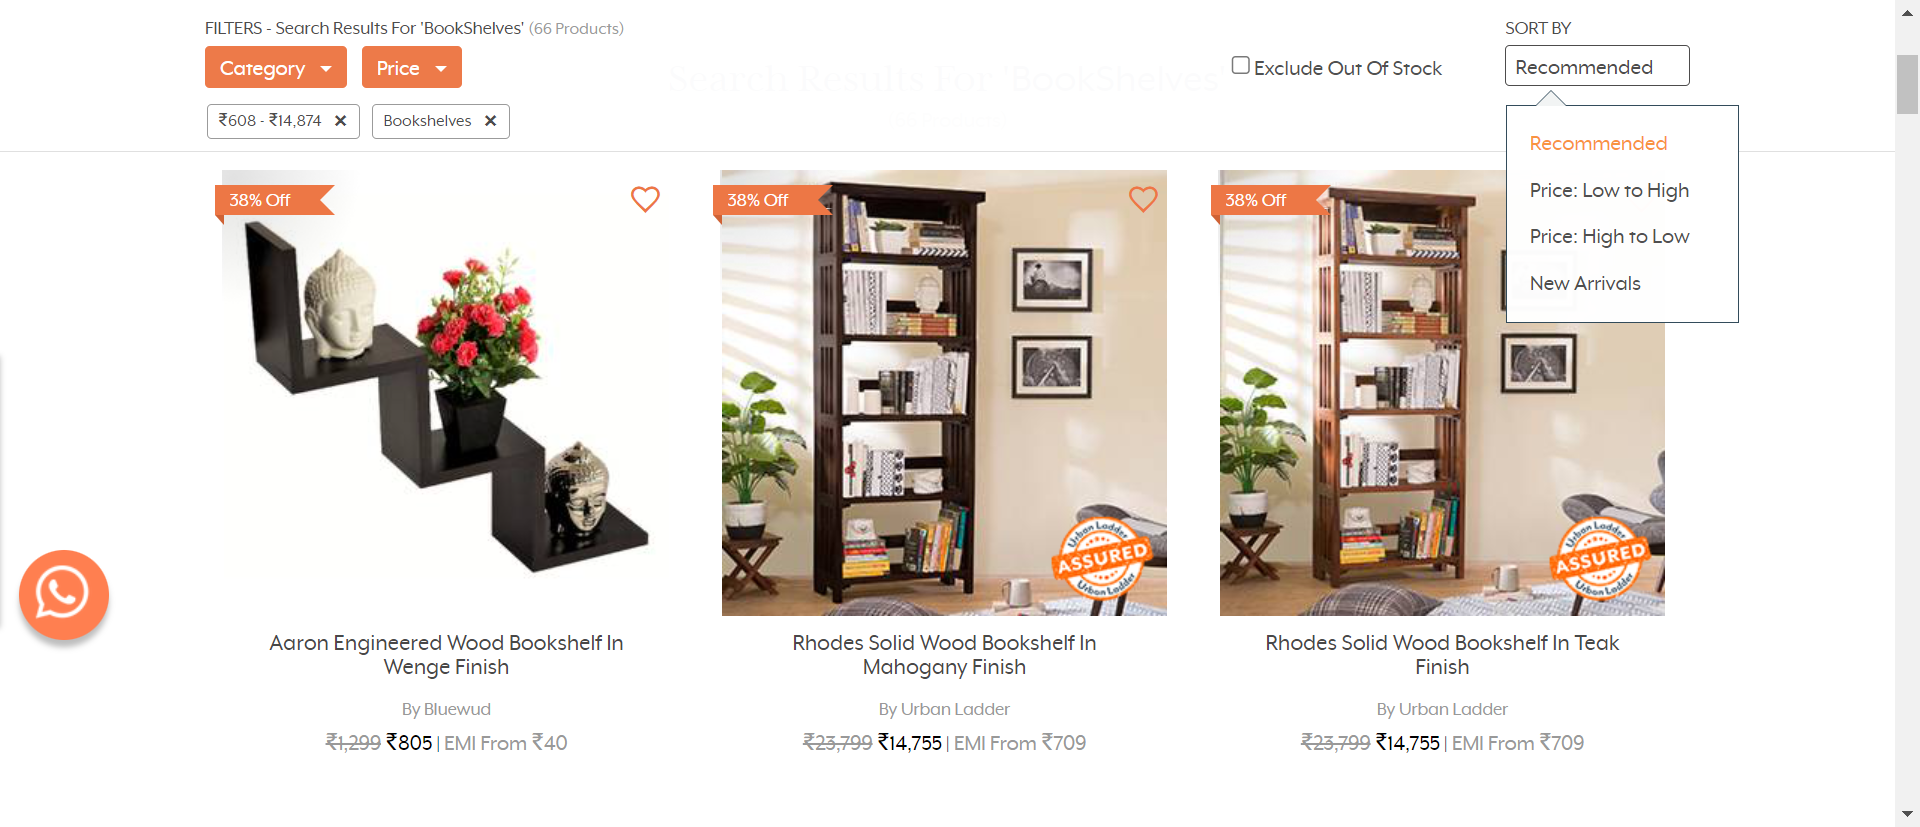 FILTERS - Search Results For 'BookShelves' (66 Products)
SORT BY
Category
Price
Search Results For 'BookShelves'
Exclude Out Of Stock
Recommended
₹608 - ₹14,874 ✕
Bookshelves ✕
Recommended
Price: Low to High
Price: High to Low
New Arrivals
38% Off
38% Off
38% Off
Urban Ladder
ASSURED
Urban Ladder
Urban Ladder
ASSURED
Urban Ladder
Aaron Engineered Wood Bookshelf In
Wenge Finish
By Bluewud
₹1,299 ₹805 | EMI From ₹40
Rhodes Solid Wood Bookshelf In
Mahogany Finish
By Urban Ladder
₹23,799 ₹14,755 | EMI From ₹709
Rhodes Solid Wood Bookshelf In Teak
Finish
By Urban Ladder
₹23,799 ₹14,755 | EMI From ₹709